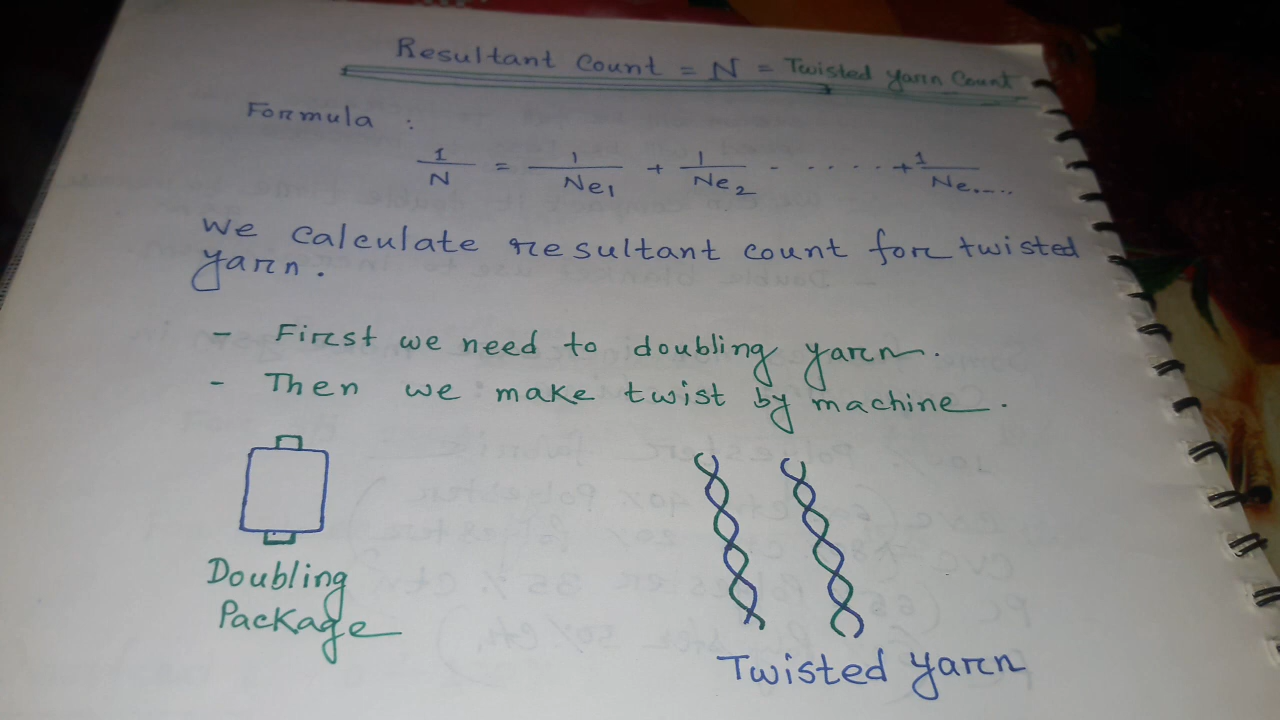 Resultant Count = N = Twisted yarn Count
Formula :
1/N = 1/Ne1 + 1/Ne2 - . . . . . + 1/Ne.....
We calculate resultant count for twisted
yarn.
- First we need to doubling yarn.
- Then we make twist by machine.
Doubling
Package
Twisted yarn